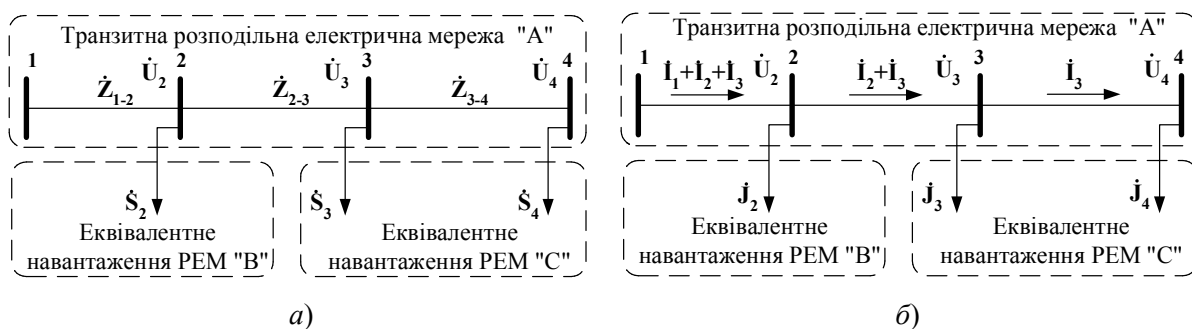 Транзитна розподільна електрична мережа "А"
1 U̇₂ 2 U̇₃ 3 U̇₄ 4
Ż₁₋₂ Ż₂₋₃ Ż₃₋₄
Ṡ₂ Ṡ₃ Ṡ₄
Еквівалентне
навантаження РЕМ "В"
Еквівалентне
навантаження РЕМ "С"
а)
Транзитна розподільна електрична мережа "А"
1 İ₁+İ₂+İ₃ U̇₂ 2 İ₂+İ₃ U̇₃ 3 İ₃ U̇₄ 4
J̇₂ J̇₃ J̇₄
Еквівалентне
навантаження РЕМ "В"
Еквівалентне
навантаження РЕМ "С"
б)